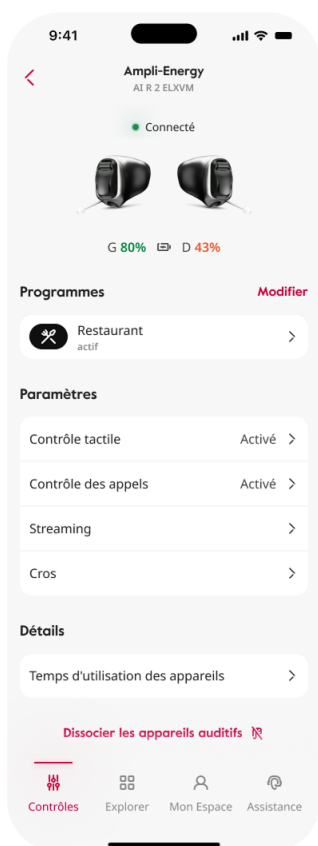 9:41
Ampli-Energy
AI R 2 ELXVM
Connecté
G 80% D 43%
Programmes Modifier
Restaurant
actif
Paramètres
Contrôle tactile Activé
Contrôle des appels Activé
Streaming
Cros
Détails
Temps d'utilisation des appareils
Dissocier les appareils auditifs
Contrôles Explorer Mon Espace Assistance